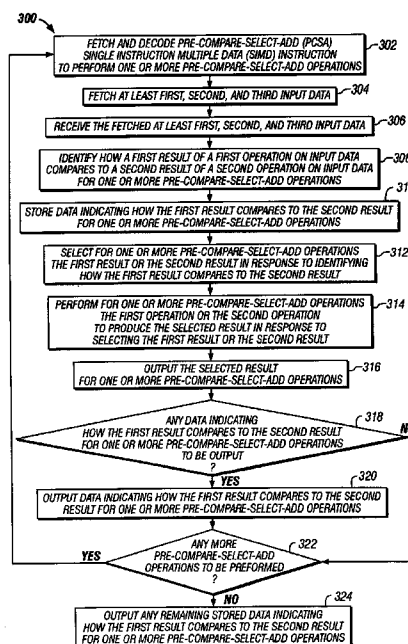 300
FETCH AND DECODE PRE-COMPARE-SELECT-ADD (PCSA)
SINGLE INSTRUCTION MULTIPLE DATA (SIMD) INSTRUCTION
TO PERFORM ONE OR MORE PRE-COMPARE-SELECT-ADD OPERATIONS
302
FETCH AT LEAST FIRST, SECOND, AND THIRD INPUT DATA
304
RECEIVE THE FETCHED AT LEAST FIRST, SECOND, AND THIRD INPUT DATA
306
IDENTIFY HOW A FIRST RESULT OF A FIRST OPERATION ON INPUT DATA
COMPARES TO A SECOND RESULT OF A SECOND OPERATION ON INPUT DATA
FOR ONE OR MORE PRE-COMPARE-SELECT-ADD OPERATIONS
308
STORE DATA INDICATING HOW THE FIRST RESULT COMPARES TO THE SECOND RESULT
FOR ONE OR MORE PRE-COMPARE-SELECT-ADD OPERATIONS
31
SELECT FOR ONE OR MORE PRE-COMPARE-SELECT-ADD OPERATIONS
THE FIRST RESULT OR THE SECOND RESULT IN RESPONSE TO IDENTIFYING
HOW THE FIRST RESULT COMPARES TO THE SECOND RESULT
312
PERFORM FOR ONE OR MORE PRE-COMPARE-SELECT-ADD OPERATIONS
THE FIRST OPERATION OR THE SECOND OPERATION
TO PRODUCE THE SELECTED RESULT IN RESPONSE TO
SELECTING THE FIRST RESULT OR THE SECOND RESULT
314
OUTPUT THE SELECTED RESULT
FOR ONE OR MORE PRE-COMPARE-SELECT-ADD OPERATIONS
316
ANY DATA INDICATING
HOW THE FIRST RESULT COMPARES TO THE SECOND RESULT
FOR ONE OR MORE PRE-COMPARE-SELECT-ADD OPERATIONS
TO BE OUTPUT
?
318
YES
OUTPUT DATA INDICATING HOW THE FIRST RESULT COMPARES TO THE SECOND
RESULT FOR ONE OR MORE PRE-COMPARE-SELECT-ADD OPERATIONS
320
YES
ANY MORE
PRE-COMPARE-SELECT-ADD
OPERATIONS TO BE PREFORMED
?
322
NO
OUTPUT ANY REMAINING STORED DATA INDICATING
HOW THE FIRST RESULT COMPARES TO THE SECOND RESULT
FOR ONE OR MORE PRE-COMPARE-SELECT-ADD OPERATIONS
324